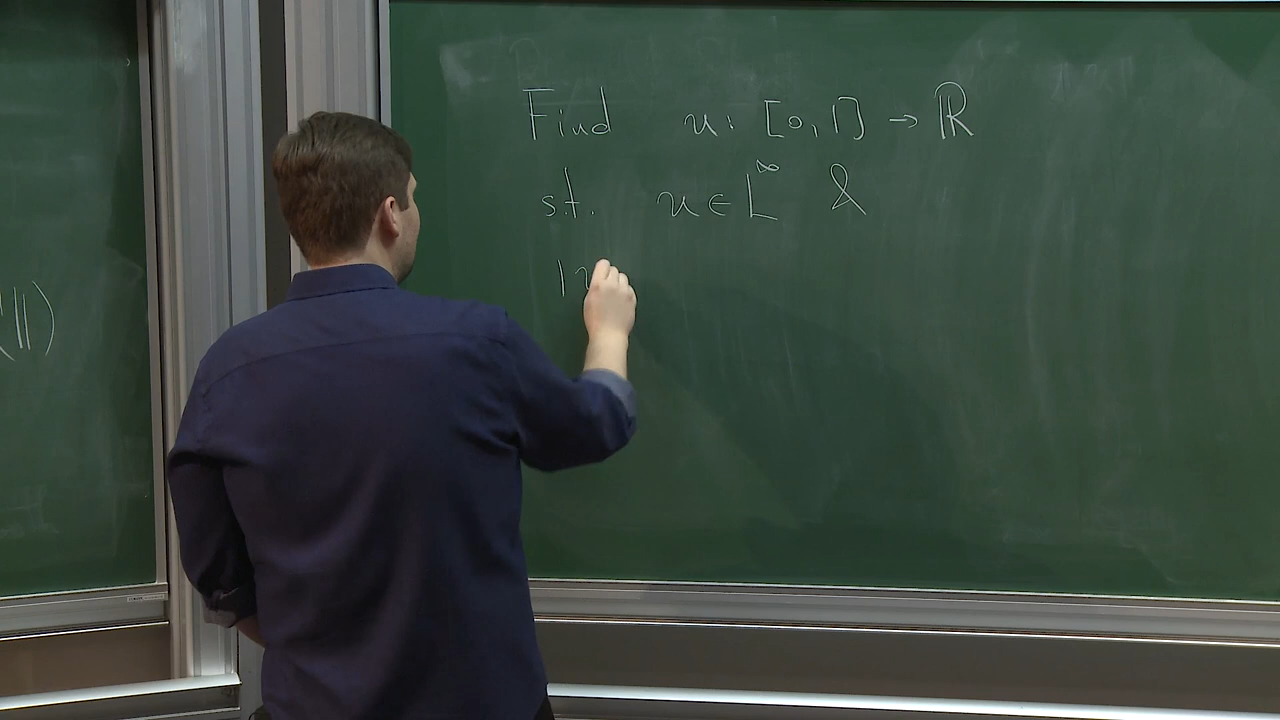 '||)
Find u: [0,1] → ℝ
s.t. u ∈ L^∞ &
|u